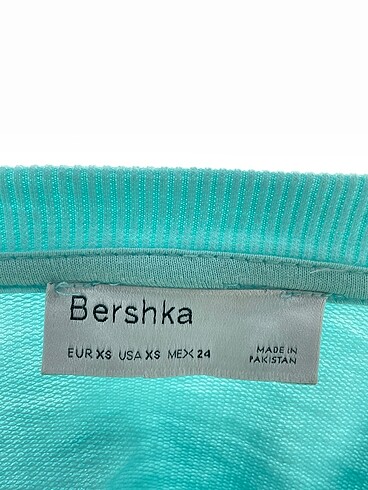 Bershka
EUR XS USA XS MEX 24
MADE IN
PAKISTAN